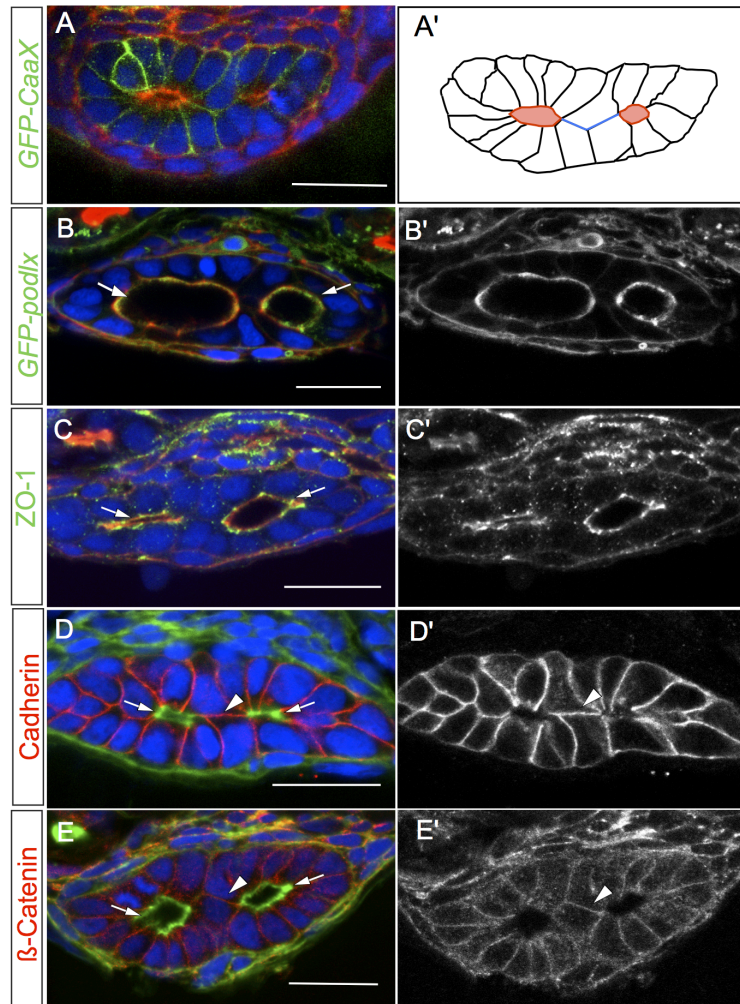 GFP-CaaX
A
A'
GFP-podlx
B
B'
ZO-1
C
C'
Cadherin
D
D'
ß-Catenin
E
E'